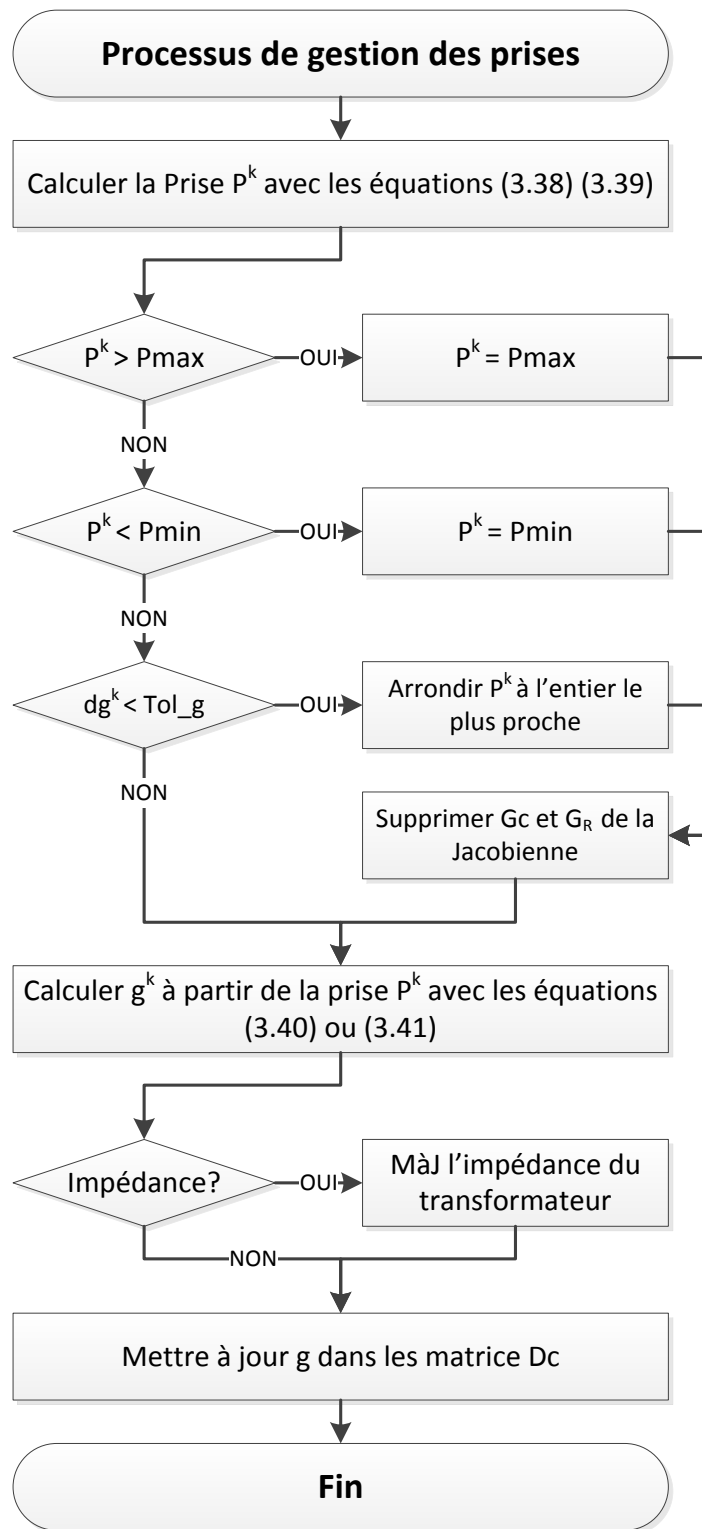 Processus de gestion des prises
Calculer la Prise P^k avec les équations (3.38) (3.39)
P^k > Pmax
OUI
P^k = Pmax
NON
P^k < Pmin
OUI
P^k = Pmin
NON
dg^k < Tol_g
OUI
Arrondir P^k à l’entier le
plus proche
NON
Supprimer Gc et G_R de la
Jacobienne
Calculer g^k à partir de la prise P^k avec les équations
(3.40) ou (3.41)
Impédance?
OUI
MàJ l’impédance du
transformateur
NON
Mettre à jour g dans les matrice Dc
Fin